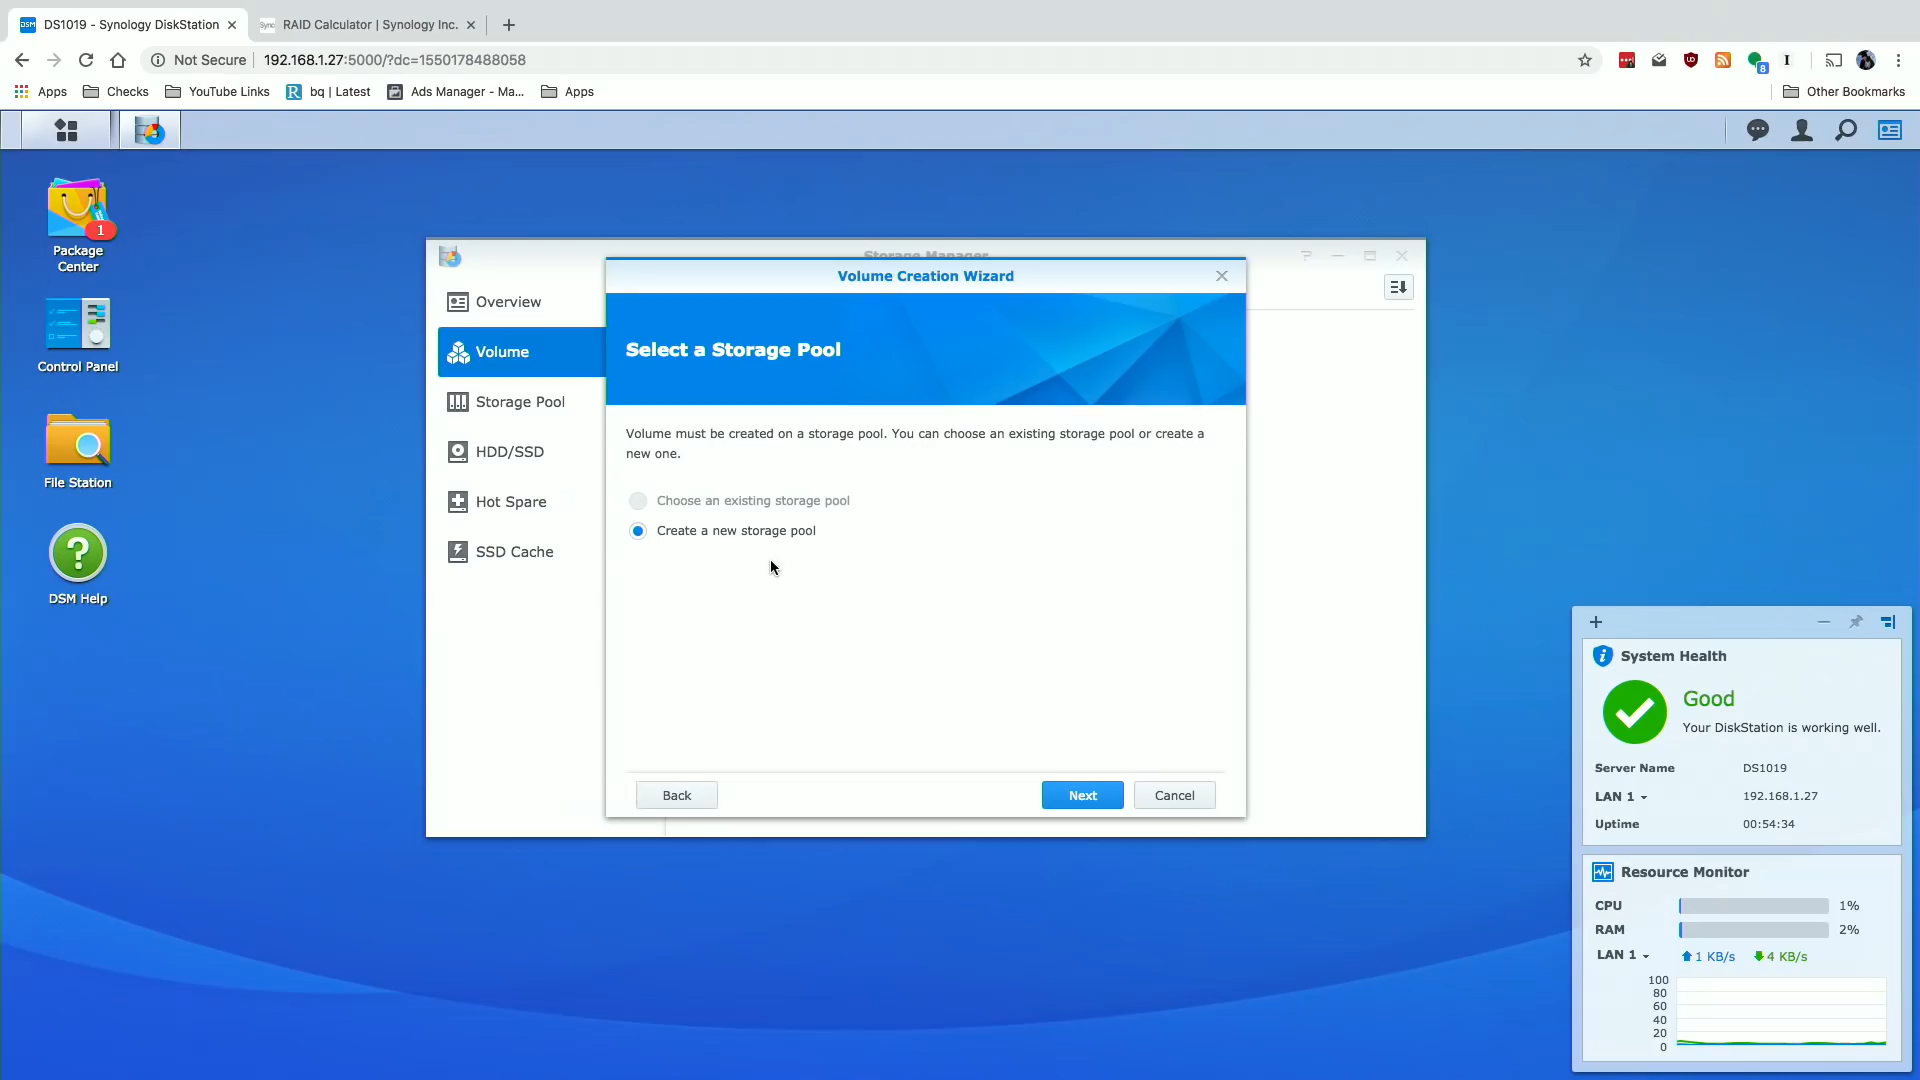 DS1019 - Synology DiskStation
RAID Calculator | Synology Inc.
Not Secure
192.168.1.27:5000/?dc=1550178488058
8
Apps
Checks
YouTube Links
bq | Latest
Ads Manager - Ma...
Apps
Other Bookmarks
1
Package
Center
Control Panel
File Station
DSM Help
Storage Manager
Overview
Volume
Storage Pool
HDD/SSD
Hot Spare
SSD Cache
Volume Creation Wizard
Select a Storage Pool
Volume must be created on a storage pool. You can choose an existing storage pool or create a
new one.
Choose an existing storage pool
Create a new storage pool
Back
Next
Cancel
System Health
Good
Your DiskStation is working well.
Server Name DS1019
LAN 1 192.168.1.27
Uptime 00:54:34
Resource Monitor
CPU 1%
RAM 2%
LAN 1 1 KB/s 4 KB/s
100
80
60
40
20
0